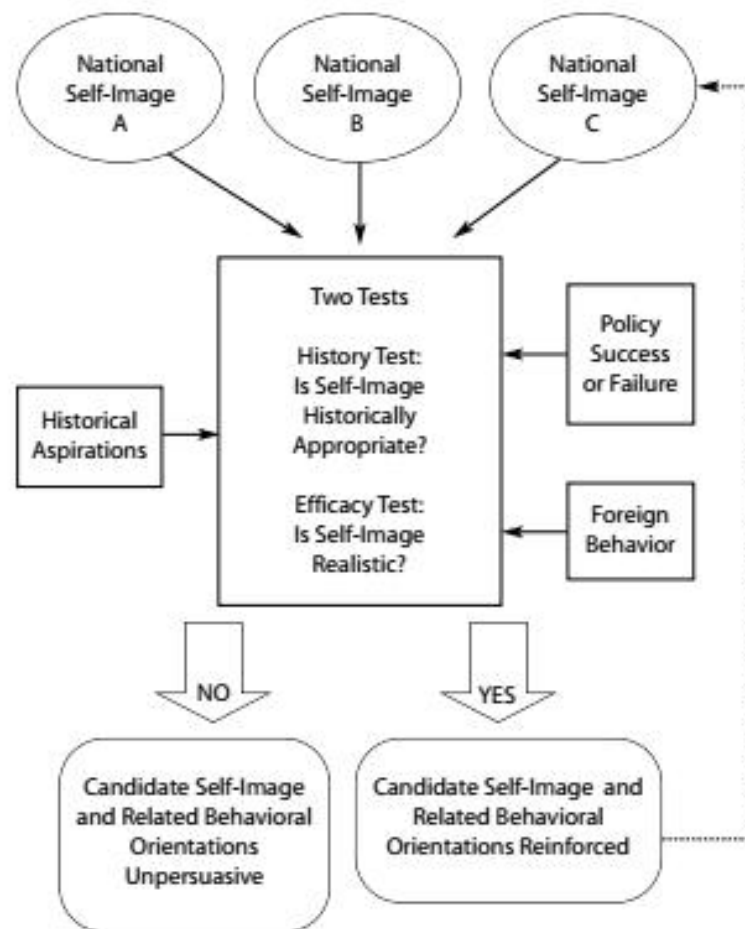 National
Self-Image
A
National
Self-Image
B
National
Self-Image
C
Two Tests
History Test:
Is Self-Image
Historically
Appropriate?
Efficacy Test:
Is Self-Image
Realistic?
Historical
Aspirations
Policy
Success
or Failure
Foreign
Behavior
NO
YES
Candidate Self-Image
and Related Behavioral
Orientations
Unpersuasive
Candidate Self-Image and
Related Behavioral
Orientations Reinforced